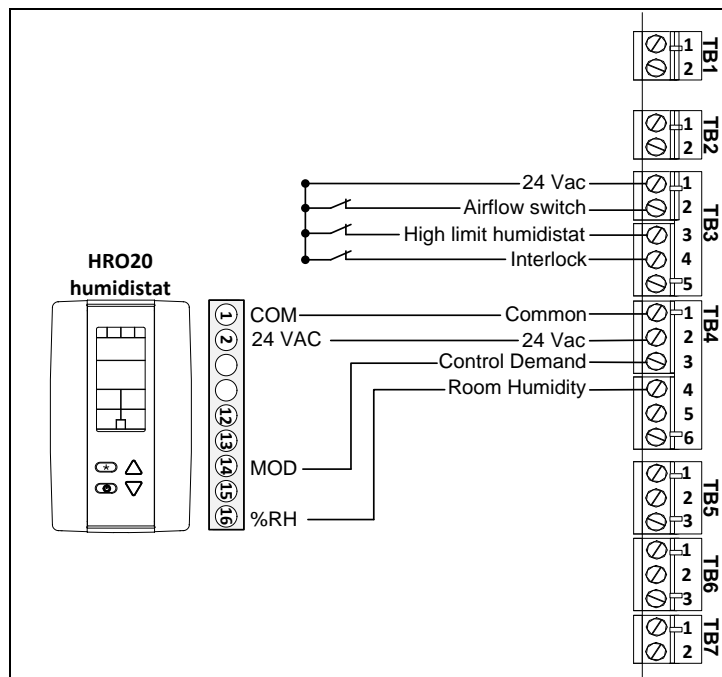 1
2
TB1
1
2
TB2
24 Vac
Airflow switch
High limit humidistat
Interlock
1
2
3
4
5
TB3
HRO20
humidistat
1 COM
2 24 VAC
12
13
14 MOD
15
16 %RH
Common
24 Vac
Control Demand
Room Humidity
1
2
3
4
5
6
TB4
1
2
3
TB5
1
2
3
TB6
1
2
TB7